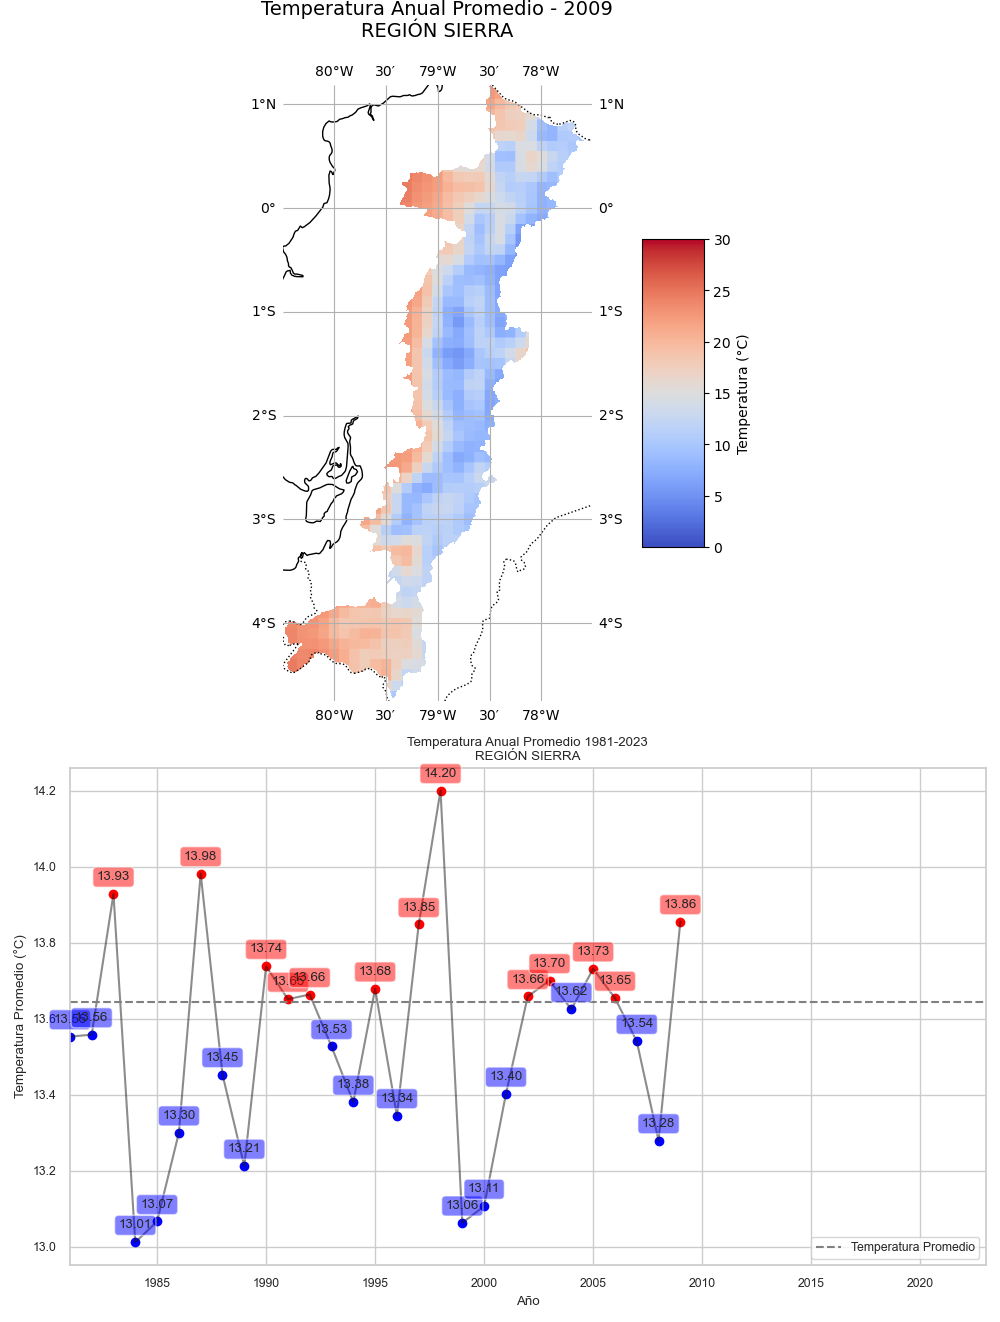 Temperatura Anual Promedio - 2009
REGIÓN SIERRA
80°W 30′ 79°W 30′ 78°W
1°N 1°N
0° 0°
1°S 1°S
2°S 2°S
3°S 3°S
4°S 4°S
80°W 30′ 79°W 30′ 78°W
30
25
20
15
10
5
0
Temperatura (°C)
Temperatura Anual Promedio 1981-2023
REGIÓN SIERRA
Temperatura Promedio (°C)
14.2
14.0
13.8
13.6
13.4
13.2
13.0
13.56
13.93
13.01
13.07
13.30
13.98
13.45
13.21
13.74
13.66
13.53
13.38
13.68
13.34
13.85
14.20
13.06
13.11
13.40
13.66
13.70
13.62
13.73
13.65
13.54
13.28
13.86
Temperatura Promedio
1985 1990 1995 2000 2005 2010 2015 2020
Año